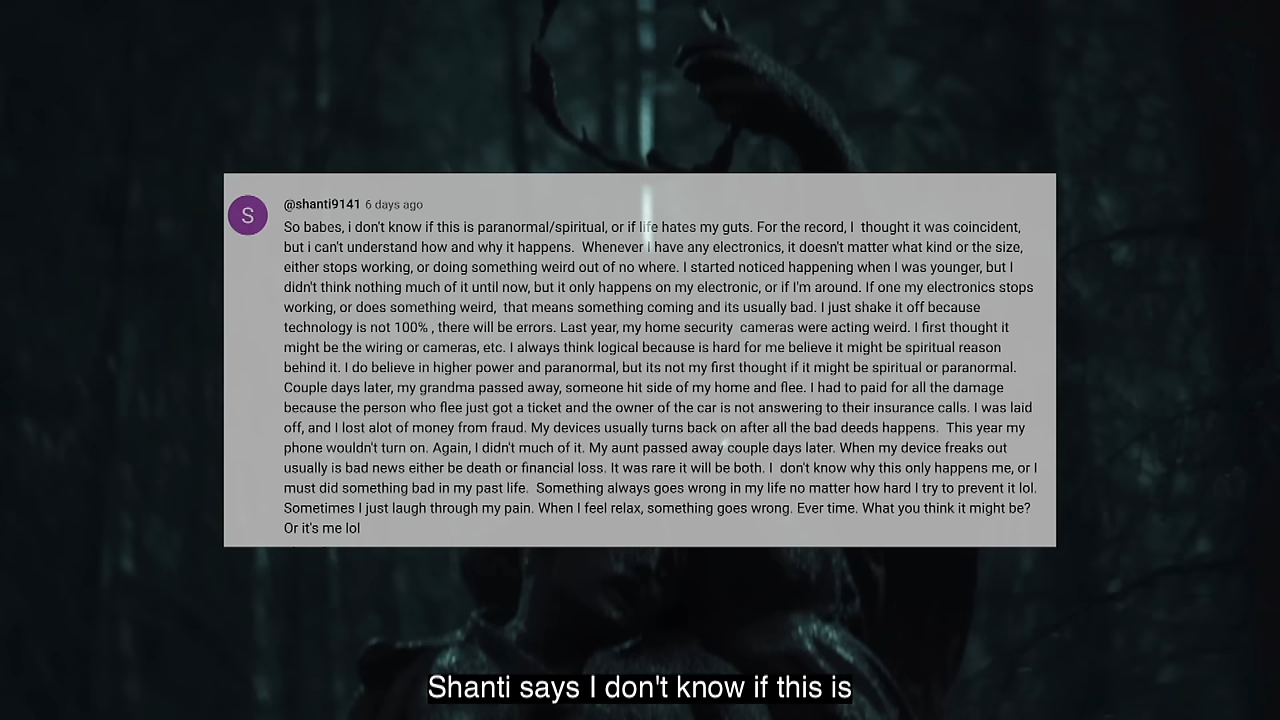 S
@shanti9141 6 days ago
So babes, i don't know if this is paranormal/spiritual, or if life hates my guts. For the record, I thought it was coincident,
but i can't understand how and why it happens. Whenever I have any electronics, it doesn't matter what kind or the size,
either stops working, or doing something weird out of no where. I started noticed happening when I was younger, but I
didn't think nothing much of it until now, but it only happens on my electronic, or if I'm around. If one my electronics stops
working, or does something weird, that means something coming and its usually bad. I just shake it off because
technology is not 100% , there will be errors. Last year, my home security cameras were acting weird. I first thought it
might be the wiring or cameras, etc. I always think logical because is hard for me believe it might be spiritual reason
behind it. I do believe in higher power and paranormal, but its not my first thought if it might be spiritual or paranormal.
Couple days later, my grandma passed away, someone hit side of my home and flee. I had to paid for all the damage
because the person who flee just got a ticket and the owner of the car is not answering to their insurance calls. I was laid
off, and I lost alot of money from fraud. My devices usually turns back on after all the bad deeds happens. This year my
phone wouldn't turn on. Again, I didn't much of it. My aunt passed away couple days later. When my device freaks out
usually is bad news either be death or financial loss. It was rare it will be both. I don't know why this only happens me, or I
must did something bad in my past life. Something always goes wrong in my life no matter how hard I try to prevent it lol.
Sometimes I just laugh through my pain. When I feel relax, something goes wrong. Ever time. What you think it might be?
Or it's me lol
Shanti says I don't know if this is